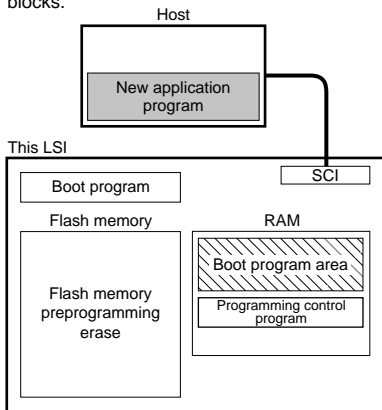 blocks.
Host
New application
program
This LSI
SCI
Boot program
Flash memory
RAM
Boot program area
Flash memory
preprogramming
erase
Programming control
program